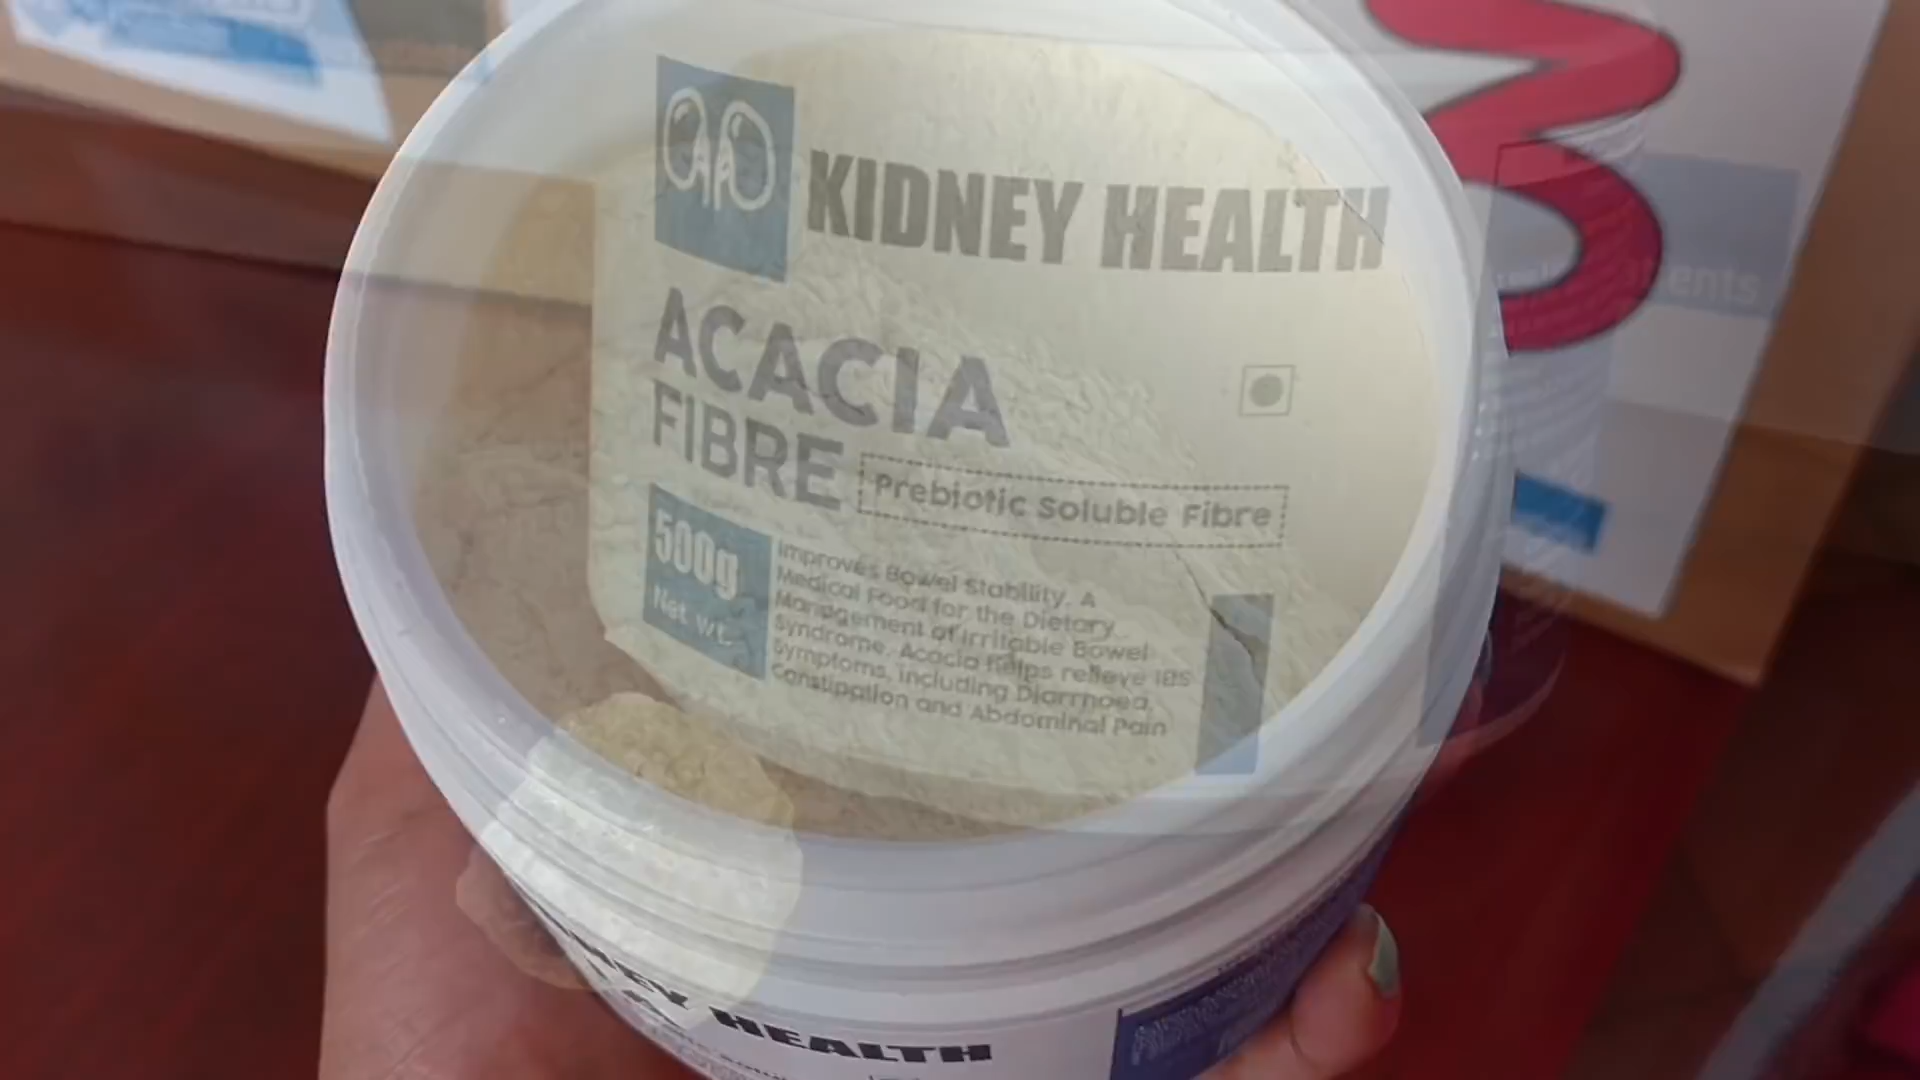 KIDNEY HEALTH
ACACIA
FIBRE
Prebiotic Soluble Fibre
500g
Net wt.
Improves Bowel Stability. A
Medical Food for the Dietary
Management of Irritable Bowel
Syndrome. Acacia helps relieve IBS
Symptoms, including Diarrhoea,
Constipation and Abdominal Pain
ents
HEALTH